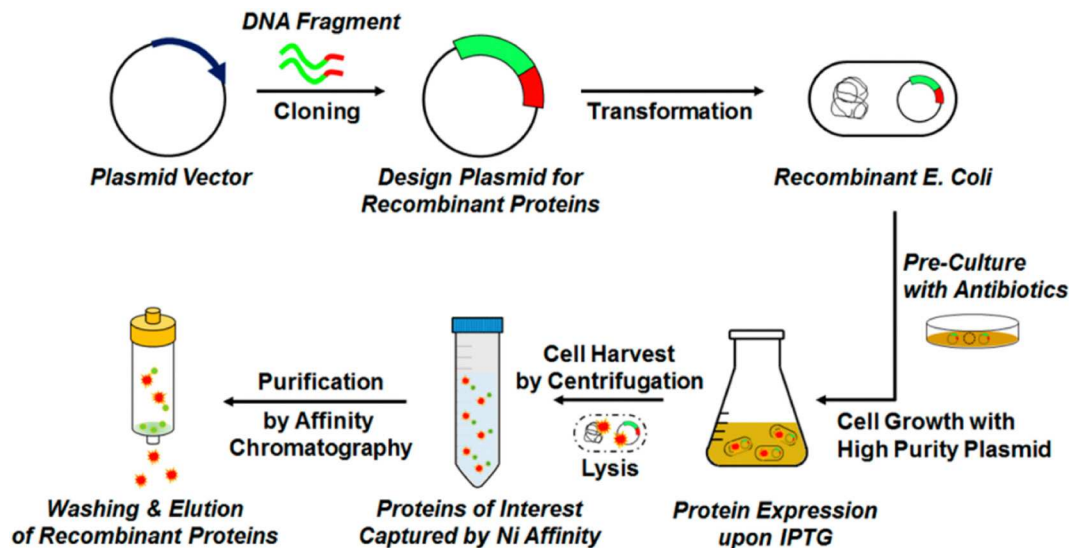 DNA Fragment
Cloning
Transformation
Plasmid Vector
Design Plasmid for
Recombinant Proteins
Recombinant E. Coli
Pre-Culture
with Antibiotics
Cell Growth with
High Purity Plasmid
Protein Expression
upon IPTG
Cell Harvest
by Centrifugation
Lysis
Proteins of Interest
Captured by Ni Affinity
Purification
by Affinity
Chromatography
Washing & Elution
of Recombinant Proteins